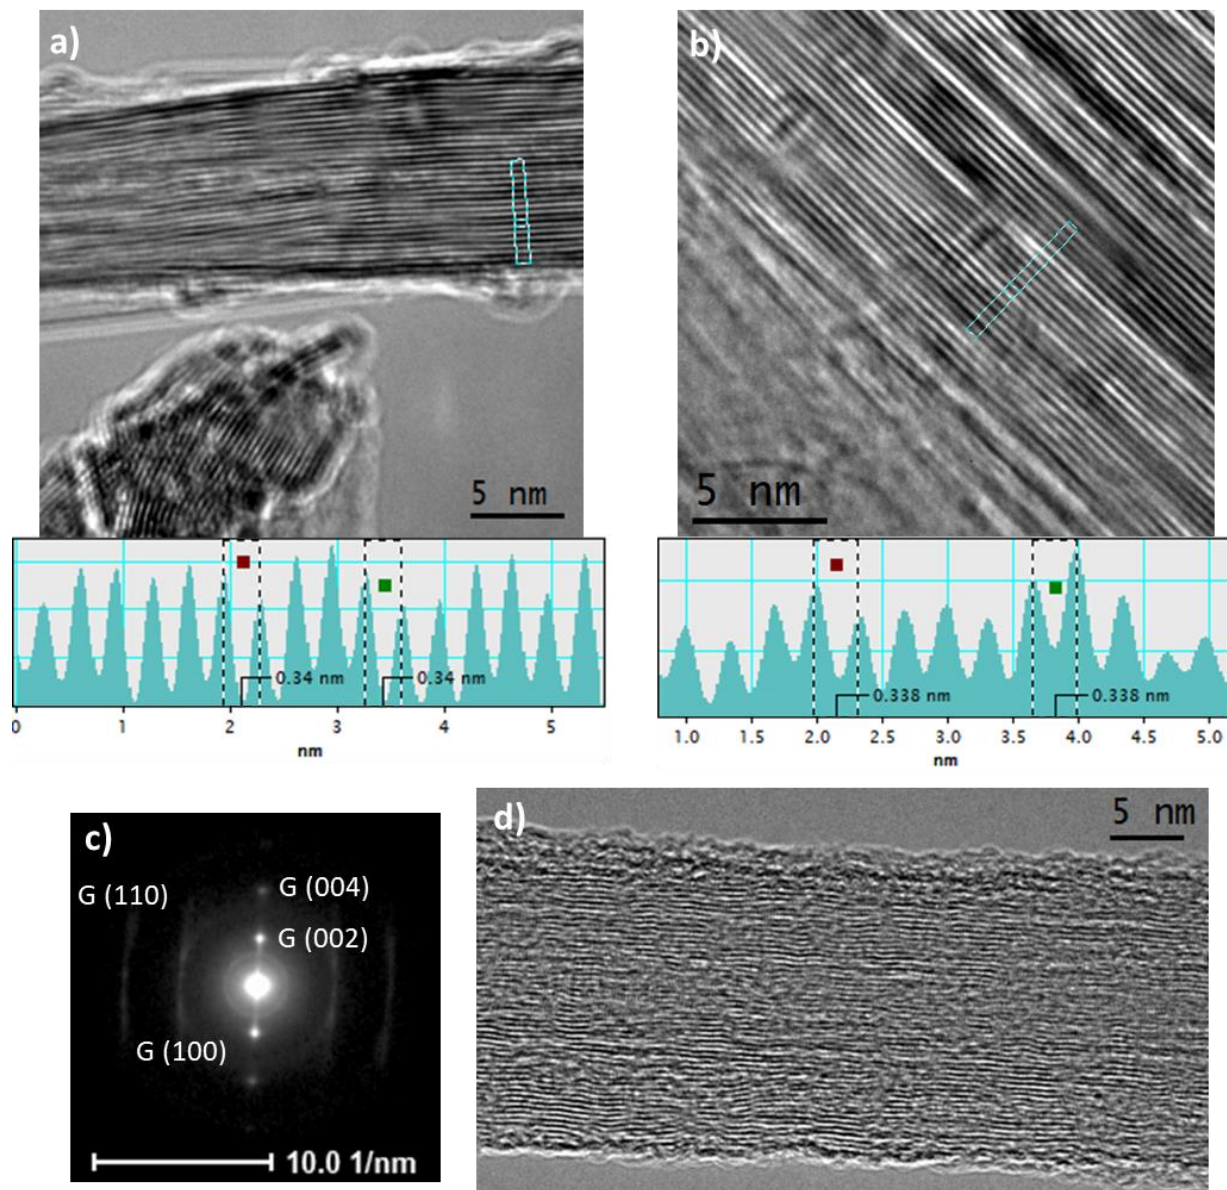 a)
5 nm
0.34 nm
0.34 nm
0 1 2 3 4 5
nm
b)
5 nm
0.338 nm
0.338 nm
1.0 1.5 2.0 2.5 3.0 3.5 4.0 4.5 5.0
nm
c)
G (110)
G (004)
G (002)
G (100)
10.0 1/nm
d)
5 nm